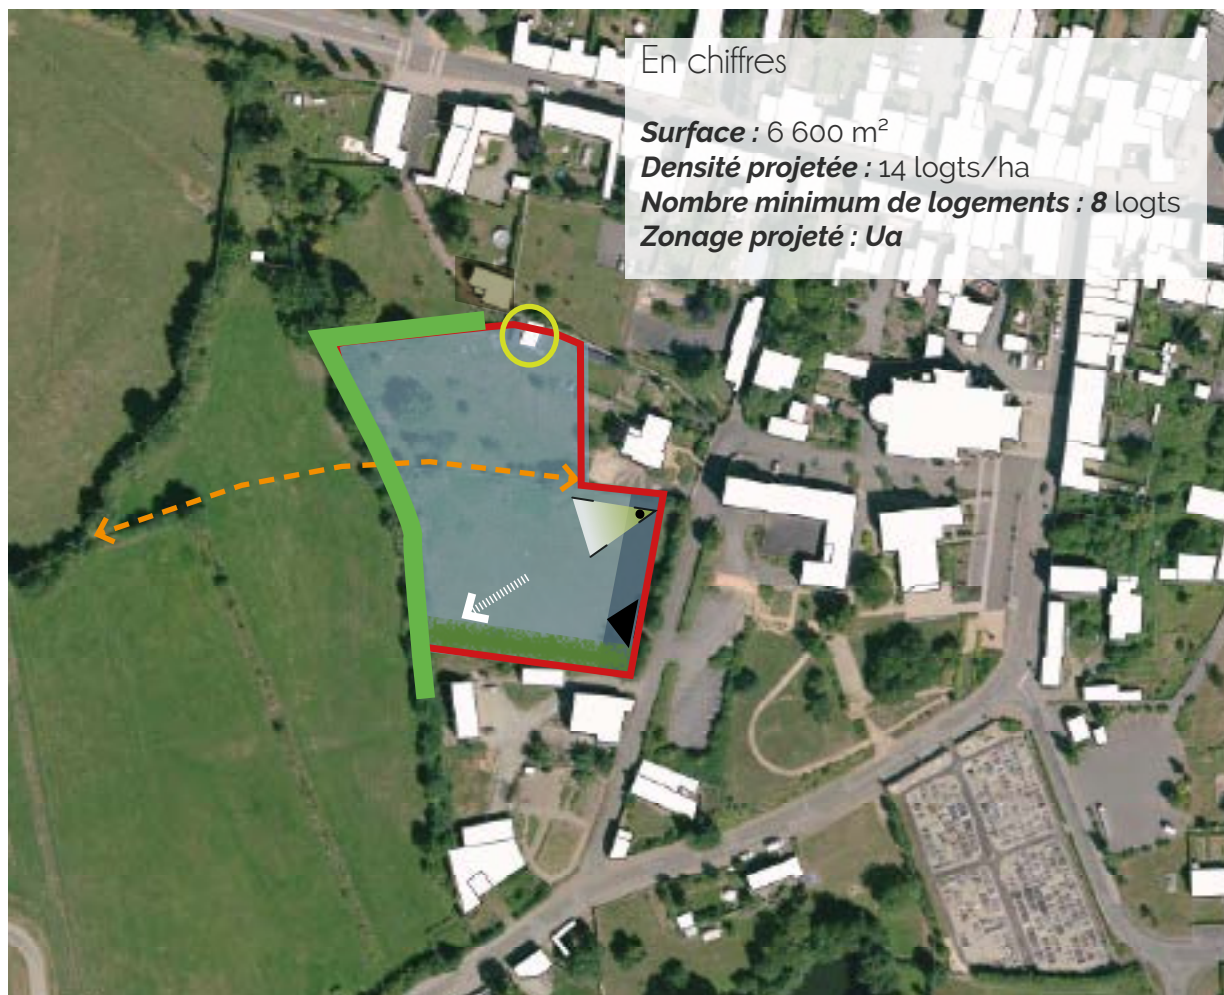 En chiffres
Surface : 6 600 m²
Densité projetée : 14 logts/ha
Nombre minimum de logements : 8 logts
Zonage projeté : Ua